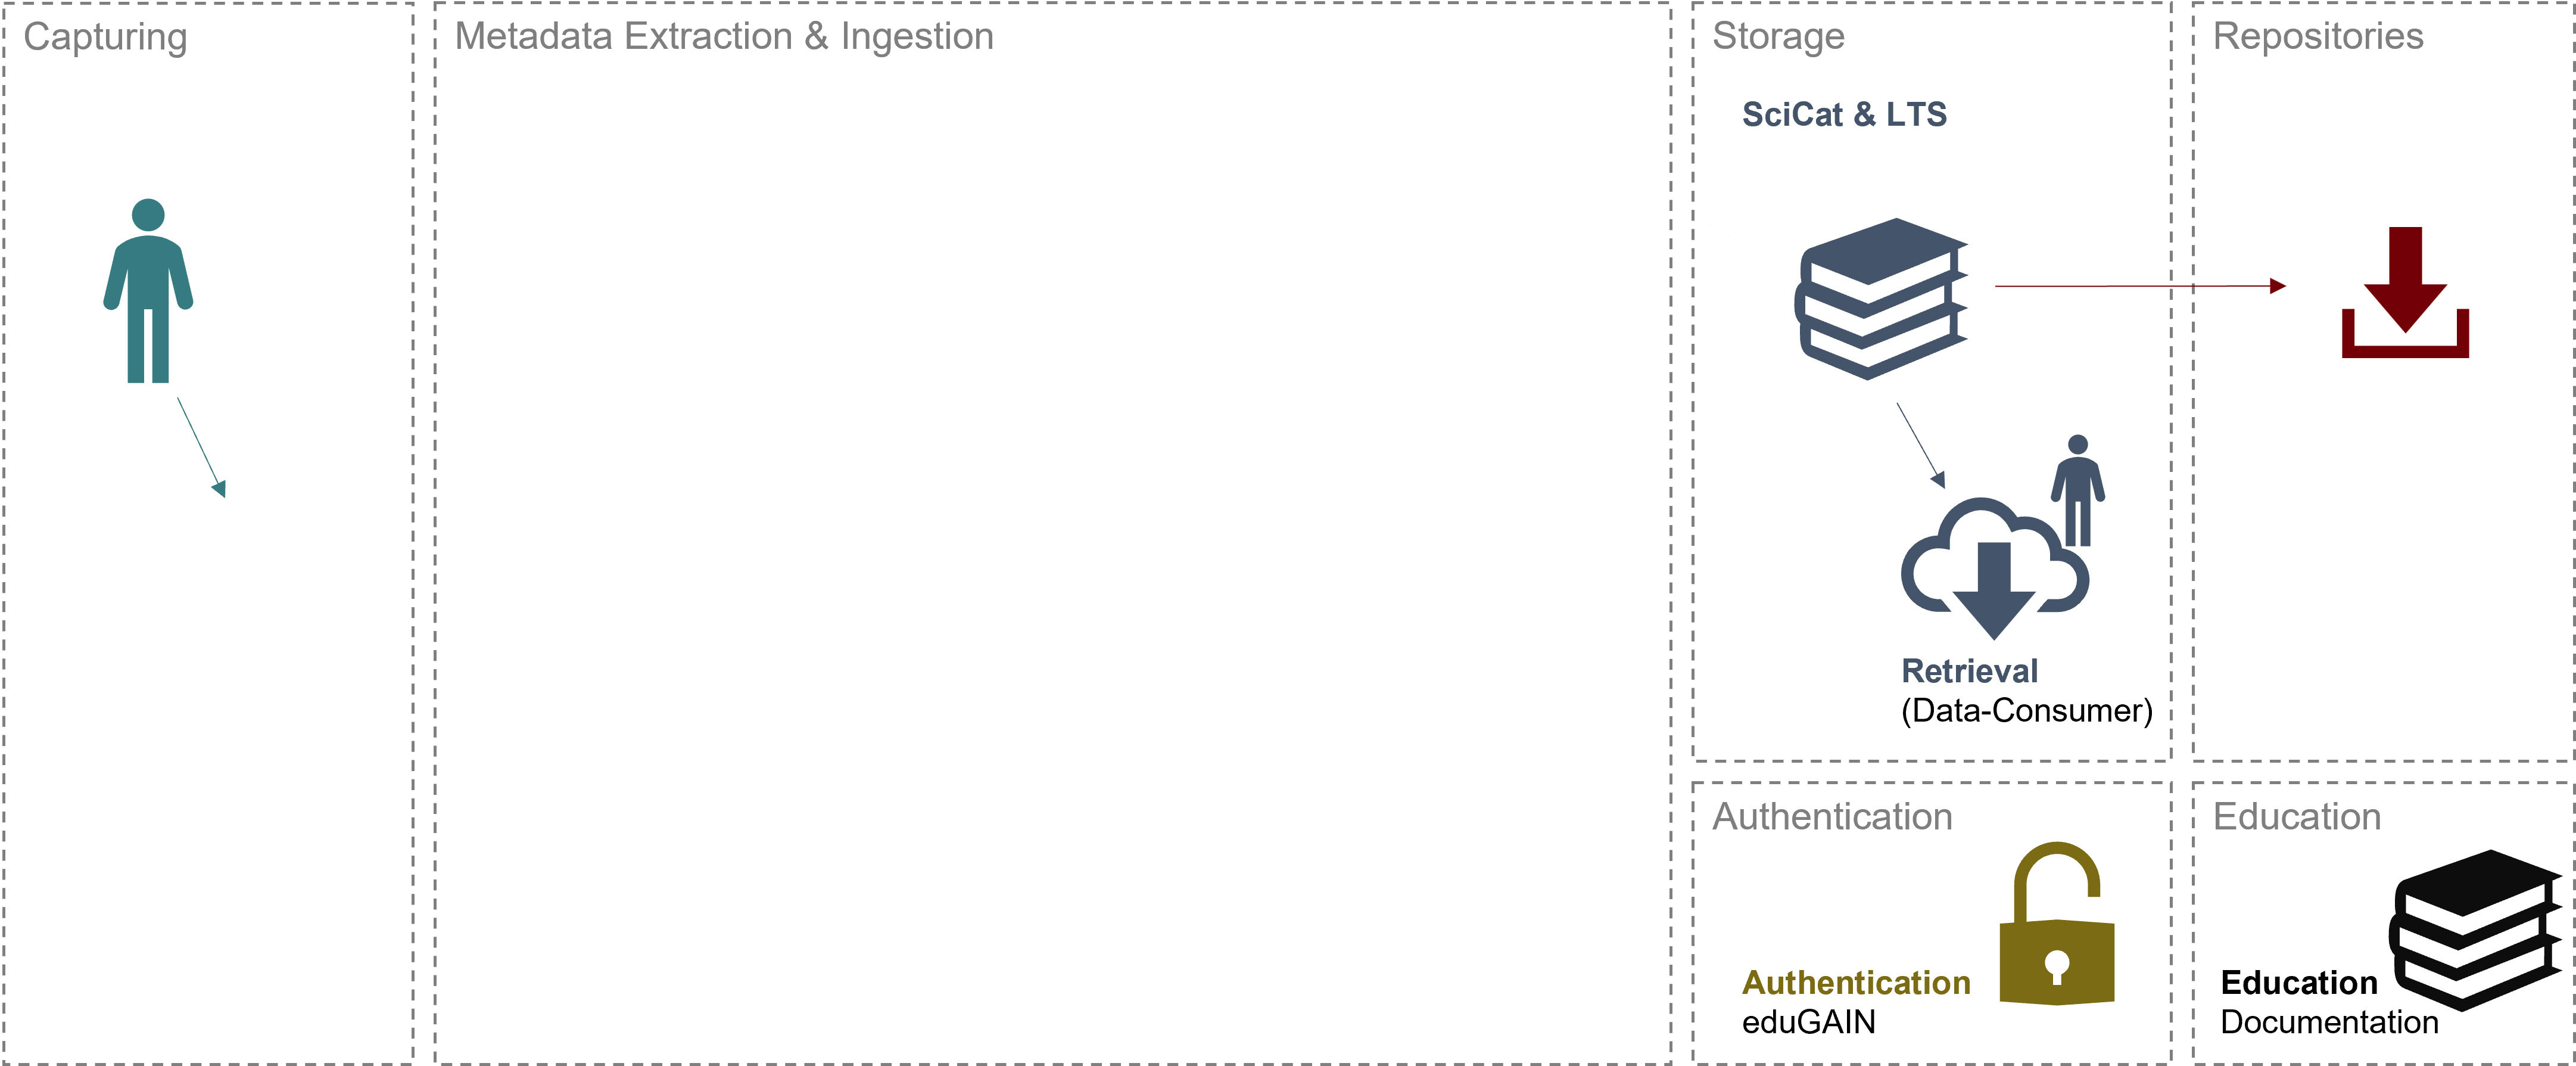 Capturing
Metadata Extraction & Ingestion
Storage
Repositories
SciCat & LTS
Retrieval
(Data-Consumer)
Authentication
Authentication
eduGAIN
Education
Education
Documentation